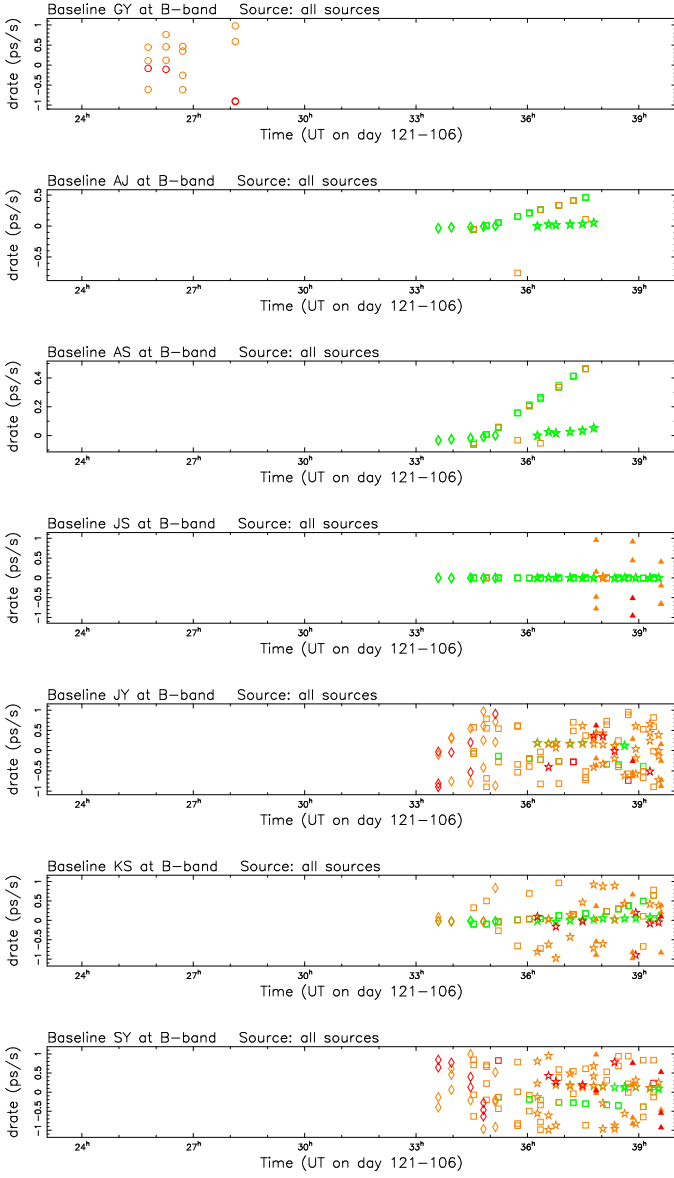 Baseline GY at B-band Source: all sources
drate (ps/s)
1
0.5
0
-0.5
-1
24h 27h 30h 33h 36h 39h
Time (UT on day 121-106)
Baseline AJ at B-band Source: all sources
drate (ps/s)
0.5
0
-0.5
24h 27h 30h 33h 36h 39h
Time (UT on day 121-106)
Baseline AS at B-band Source: all sources
drate (ps/s)
0.4
0.2
0
24h 27h 30h 33h 36h 39h
Time (UT on day 121-106)
Baseline JS at B-band Source: all sources
drate (ps/s)
1
0.5
0
-0.5
-1
24h 27h 30h 33h 36h 39h
Time (UT on day 121-106)
Baseline JY at B-band Source: all sources
drate (ps/s)
1
0.5
0
-0.5
-1
24h 27h 30h 33h 36h 39h
Time (UT on day 121-106)
Baseline KS at B-band Source: all sources
drate (ps/s)
1
0.5
0
-0.5
-1
24h 27h 30h 33h 36h 39h
Time (UT on day 121-106)
Baseline SY at B-band Source: all sources
drate (ps/s)
1
0.5
0
-0.5
-1
24h 27h 30h 33h 36h 39h
Time (UT on day 121-106)